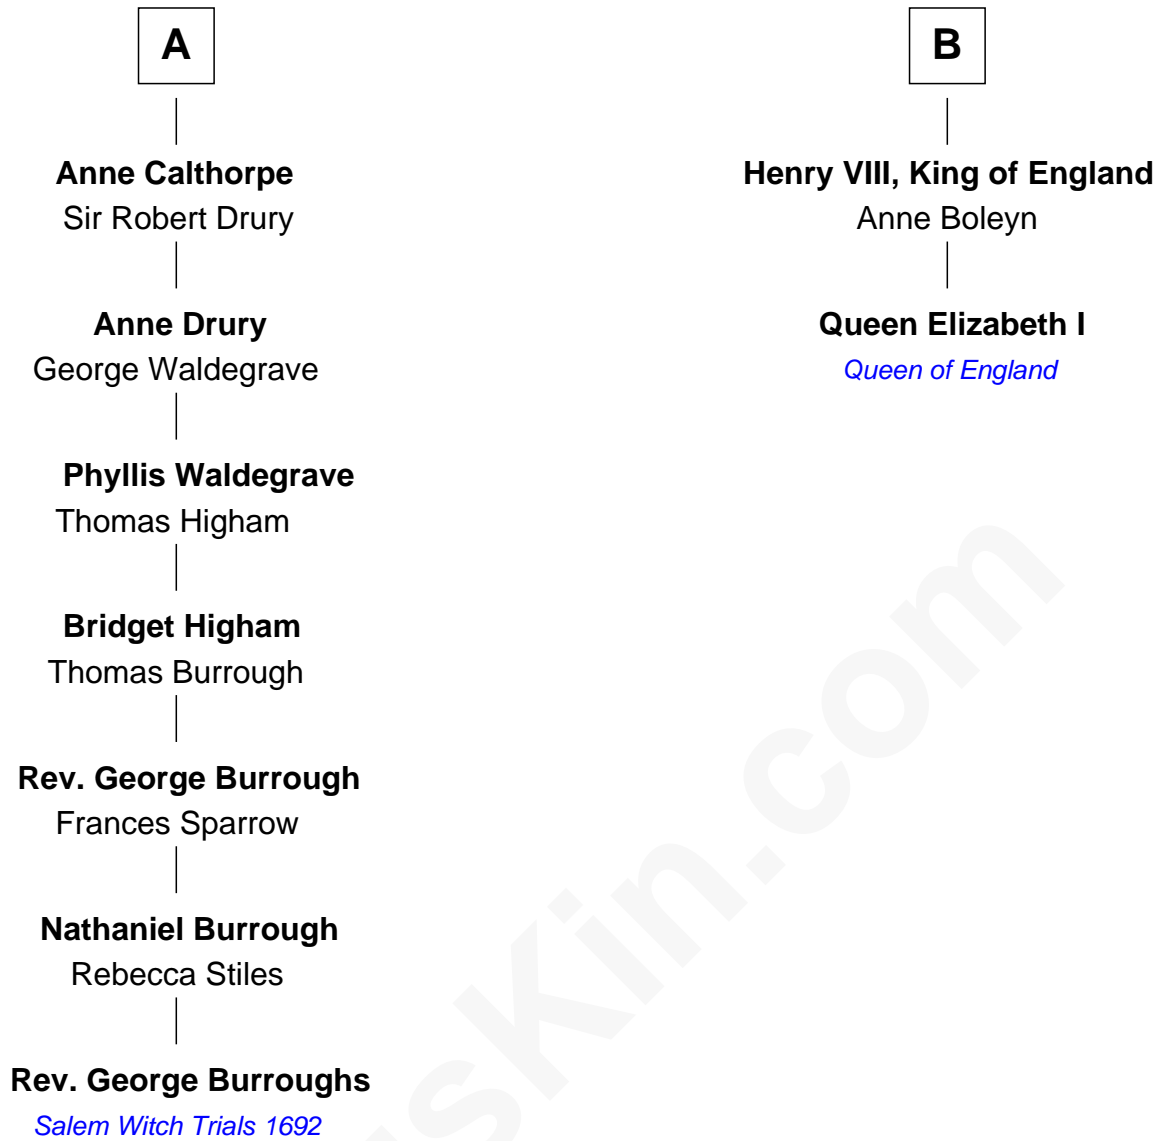 A
Anne Calthorpe
Sir Robert Drury
Anne Drury
George Waldegrave
Phyllis Waldegrave
Thomas Higham
Bridget Higham
Thomas Burrough
Rev. George Burrough
Frances Sparrow
Nathaniel Burrough
Rebecca Stiles
Rev. George Burroughs
Salem Witch Trials 1692
B
Henry VIII, King of England
Anne Boleyn
Queen Elizabeth I
Queen of England
sKin.com